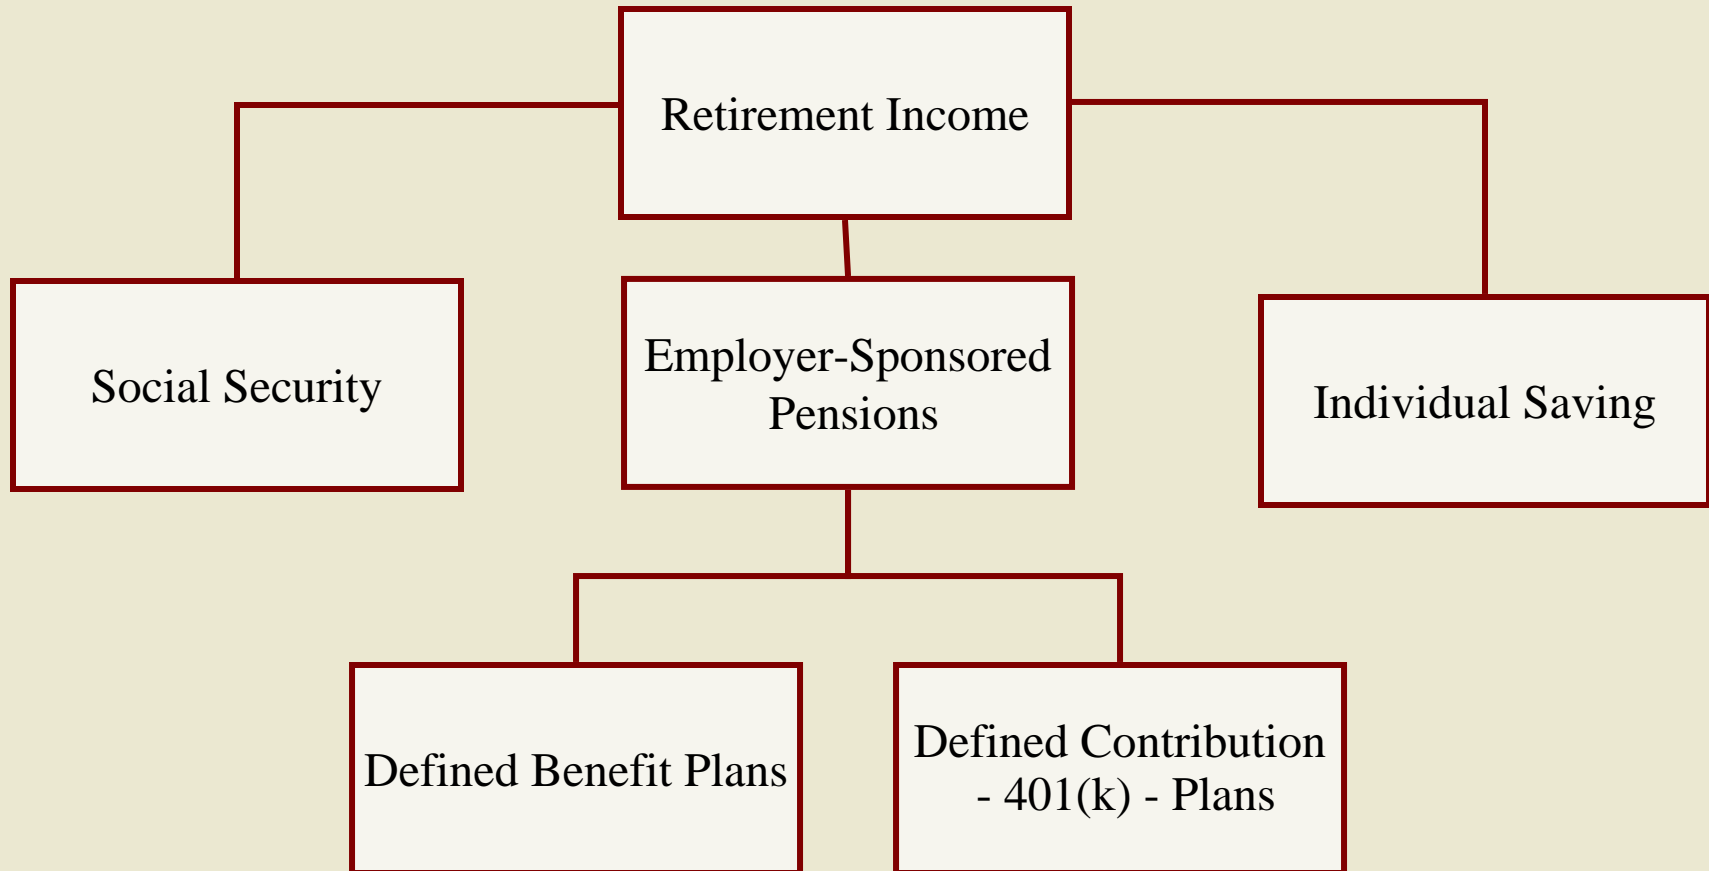 Retirement Income
Social Security
Employer-Sponsored
Pensions
Individual Saving
Defined Benefit Plans
Defined Contribution
- 401(k) - Plans